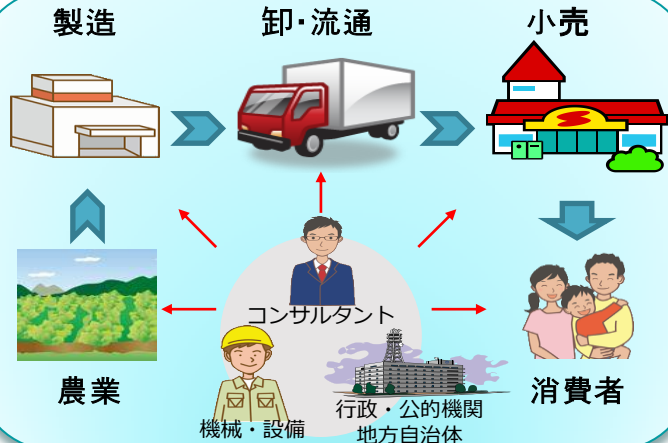 製造
卸・流通
小売
コンサルタント
農業
機械・設備
行政・公的機関
地方自治体
消費者